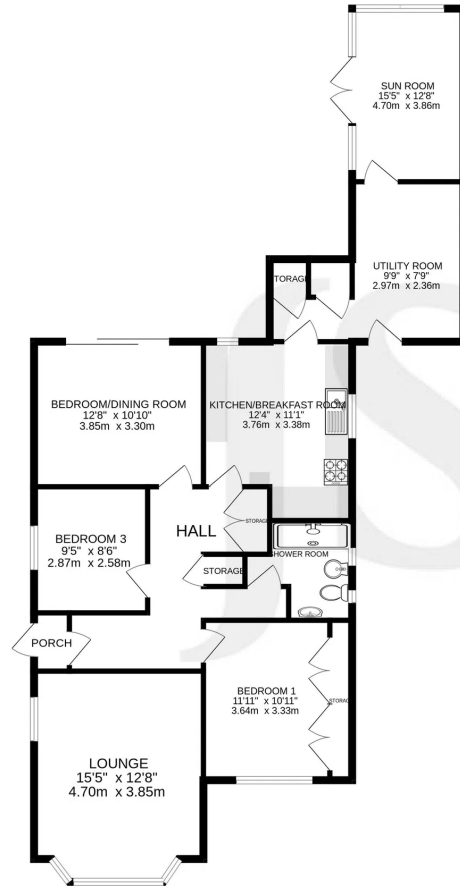 SUN ROOM
15'5" x 12'8"
4.70m x 3.86m
UTILITY ROOM
9'9" x 7'9"
2.97m x 2.36m
TORAGE
BEDROOM/DINING ROOM
12'8" x 10'10"
3.85m x 3.30m
KITCHEN/BREAKFAST ROOM
12'4" x 11'1"
3.76m x 3.38m
BEDROOM 3
9'5" x 8'6"
2.87m x 2.58m
HALL
STORAGE
SHOWER ROOM
STORAGE
PORCH
BEDROOM 1
11'11" x 10'11"
3.64m x 3.33m
STORAGE
LOUNGE
15'5" x 12'8"
4.70m x 3.85m